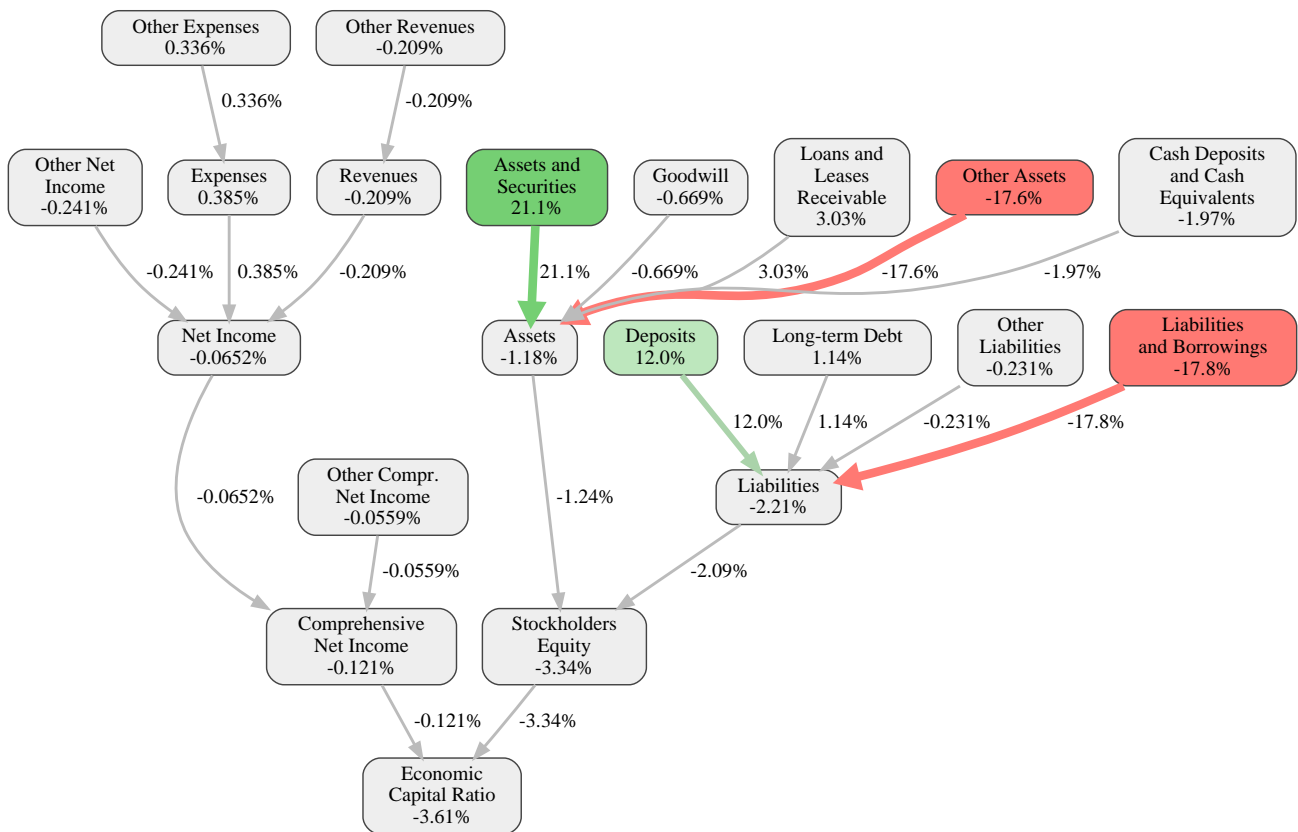 Other Expenses
0.336%
Other Revenues
-0.209%
0.336%
-0.209%
Other Net
Income
-0.241%
Expenses
0.385%
Revenues
-0.209%
Assets and
Securities
21.1%
Goodwill
-0.669%
Loans and
Leases
Receivable
3.03%
Other Assets
-17.6%
Cash Deposits
and Cash
Equivalents
-1.97%
-0.241%
0.385%
-0.209%
21.1%
-0.669%
3.03%
-17.6%
-1.97%
Net Income
-0.0652%
Assets
-1.18%
Deposits
12.0%
Long-term Debt
1.14%
Other
Liabilities
-0.231%
Liabilities
and Borrowings
-17.8%
12.0%
1.14%
-0.231%
-17.8%
-0.0652%
Other Compr.
Net Income
-0.0559%
-1.24%
Liabilities
-2.21%
-0.0559%
-2.09%
Comprehensive
Net Income
-0.121%
Stockholders
Equity
-3.34%
-0.121%
-3.34%
Economic
Capital Ratio
-3.61%